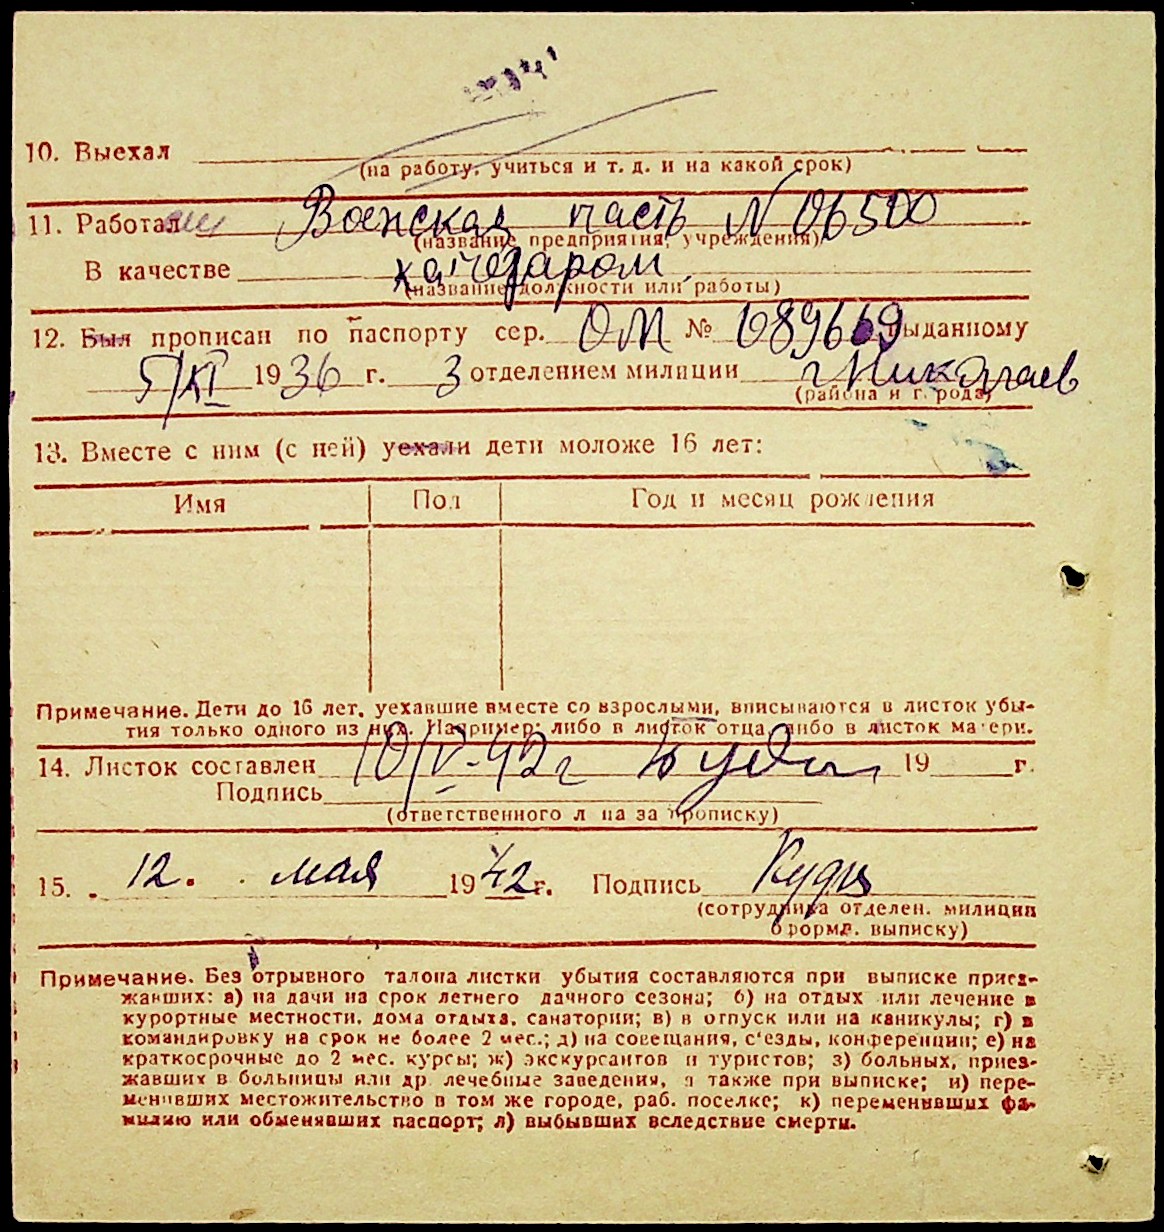 10. Выехал
(на работу, учиться и т. д. и на какой срок)
11. Работал Воинская часть N 06500
(название предприятия, учреждения)
В качестве качегаром
(название должности или работы)
12. Был прописан по паспорту сер. ОМ № 689669 выданному
5/XI 1936 г. 3 отделением милиции г Николаев
(района и города)
13. Вместе с ним (с ней) уехали дети моложе 16 лет:
Имя Пол Год и месяц рождения
Примечание. Дети до 16 лет, уехавшие вместе со взрослыми, вписываются в листок убы-
тия только одного из них. Например: либо в листок отца, либо в листок матери.
14. Листок составлен 10/V-42 г 19 г.
Подпись
(ответственного лица за прописку)
15. 12. мая 1942 г. Подпись
(сотрудника отделен. милиции
оформл. выписку)
Примечание. Без отрывного талона листки убытия составляются при выписке приез-
жавших: а) на дачи на срок летнего дачного сезона; б) на отдых или лечение в
курортные местности, дома отдыха, санатории; в) в отпуск или на каникулы; г) в
командировку на срок не более 2 мес.; д) на совещания, с'езды, конференции; е) на
краткосрочные до 2 мес. курсы; ж) экскурсантов и туристов; з) больных, приез-
жавших в больницы или др. лечебные заведения, а также при выписке; и) пере-
менивших местожительство в том же городе, раб. поселке; к) переменивших фа-
милию или обменявших паспорт; л) выбывших вследствие смерти.